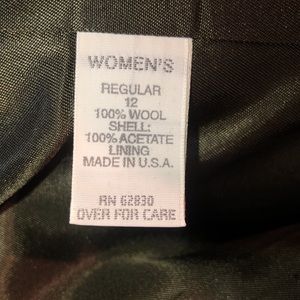 WOMEN'S
REGULAR
12
100% WOOL
SHELL;
100% ACETATE
LINING
MADE IN U.S.A.
RN 62830
OVER FOR CARE